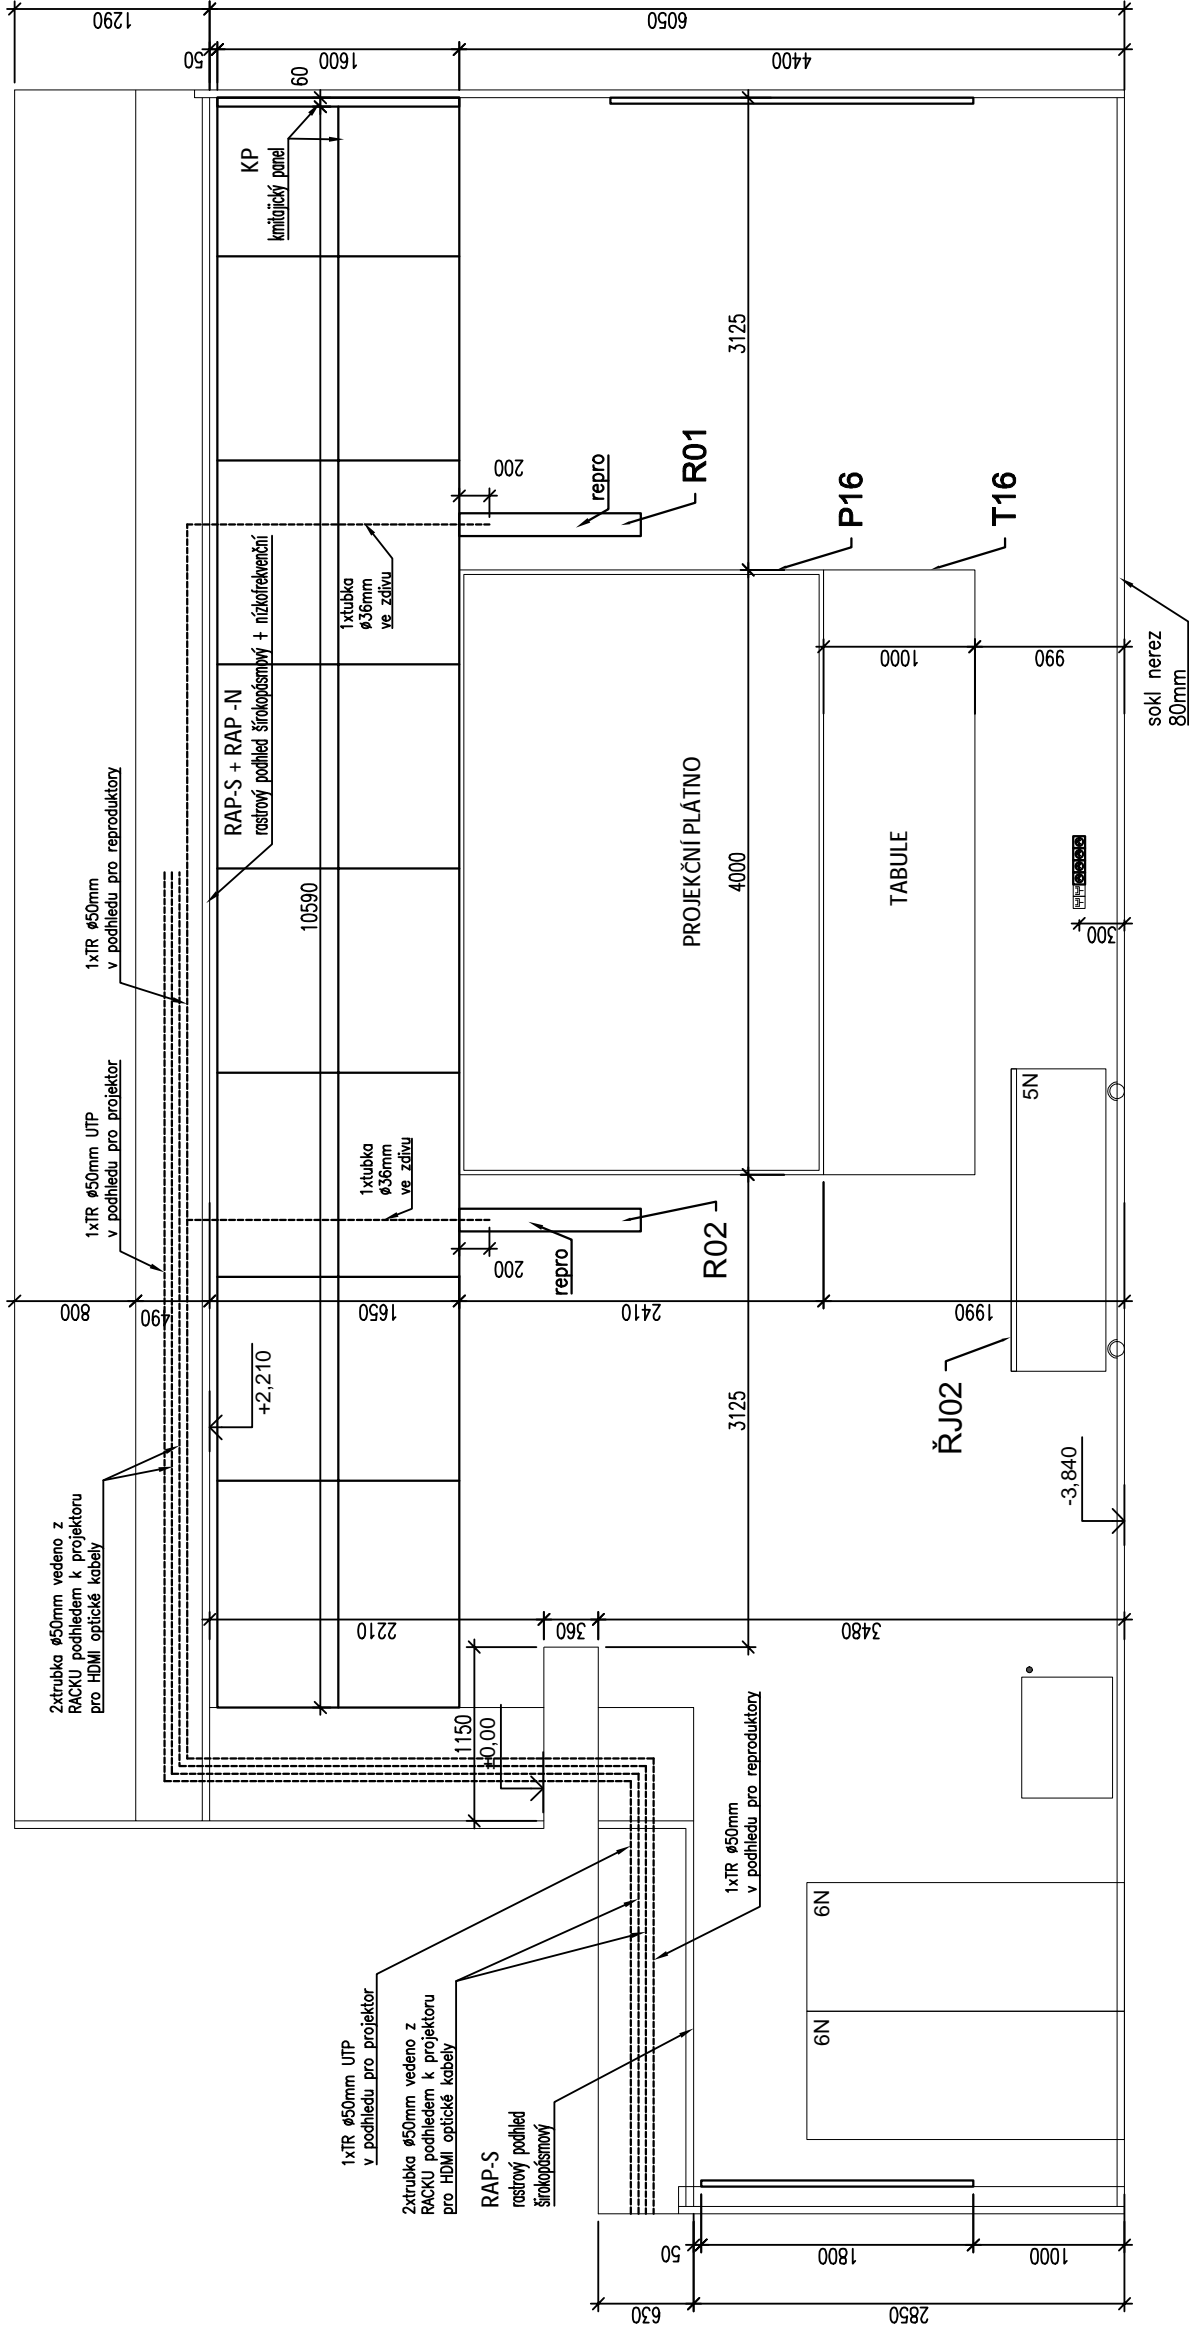 2xtrubka ø50mm vedeno z
RACKU podhledem k projektoru
pro HDMI optické kabely
1xTR ø50mm UTP
v podhledu pro projektor
1xTR ø50mm
v podhledu pro reproduktory
800
490
1290
50
60
1600
6050
4400
+2,210
10590
RAP-S + RAP -N
rastrový podhled širokopásmový + nízkofrekvenční
KP
kmitajický panel
1xtubka
ø36mm
ve zdivu
1xtubka
ø36mm
ve zdivu
1650
2210
200
200
repro
repro
R02
R01
1150
±0,00
360
3480
2410
3125
4000
3125
PROJEKČNÍ PLÁTNO
P16
TABULE
T16
1000
990
1990
300
5N
ŘJ02
-3,840
sokl nerez
80mm
1xTR ø50mm UTP
v podhledu pro projektor
2xtrubka ø50mm vedeno z
RACKU podhledem k projektoru
pro HDMI optické kabely
RAP-S
rastrový podhled
širokopásmový
1xTR ø50mm
v podhledu pro reproduktory
6N
6N
50
630
1800
1000
2850